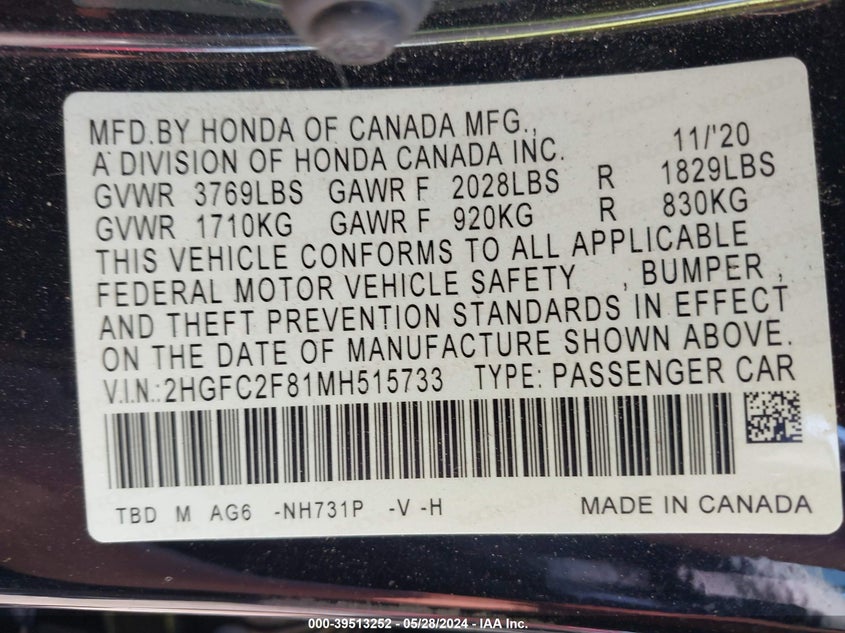 MFD.BY HONDA OF CANADA MFG., 11/'20
A DIVISION OF HONDA CANADA INC.
GVWR 3769LBS GAWR F 2028LBS R 1829LBS
GVWR 1710KG GAWR F 920KG R 830KG
THIS VEHICLE CONFORMS TO ALL APPLICABLE
FEDERAL MOTOR VEHICLE SAFETY , BUMPER ,
AND THEFT PREVENTION STANDARDS IN EFFECT
ON THE DATE OF MANUFACTURE SHOWN ABOVE.
V.I.N.:2HGFC2F81MH515733 TYPE: PASSENGER CAR
TBD M AG6 -NH731P -V -H MADE IN CANADA
000-39513252 - 05/28/2024 - IAA Inc.